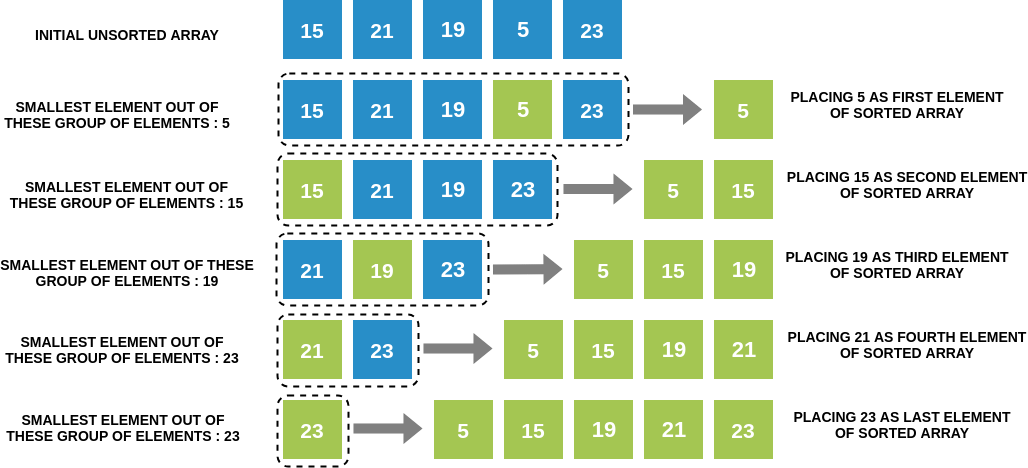 INITIAL UNSORTED ARRAY
15 21 19 5 23
SMALLEST ELEMENT OUT OF
THESE GROUP OF ELEMENTS : 5
15 21 19 5 23
5
PLACING 5 AS FIRST ELEMENT
OF SORTED ARRAY
SMALLEST ELEMENT OUT OF
THESE GROUP OF ELEMENTS : 15
15 21 19 23
5 15
PLACING 15 AS SECOND ELEMENT
OF SORTED ARRAY
SMALLEST ELEMENT OUT OF THESE
GROUP OF ELEMENTS : 19
21 19 23
5 15 19
PLACING 19 AS THIRD ELEMENT
OF SORTED ARRAY
SMALLEST ELEMENT OUT OF
THESE GROUP OF ELEMENTS : 23
21 23
5 15 19 21
PLACING 21 AS FOURTH ELEMENT
OF SORTED ARRAY
SMALLEST ELEMENT OUT OF
THESE GROUP OF ELEMENTS : 23
23
5 15 19 21 23
PLACING 23 AS LAST ELEMENT
OF SORTED ARRAY